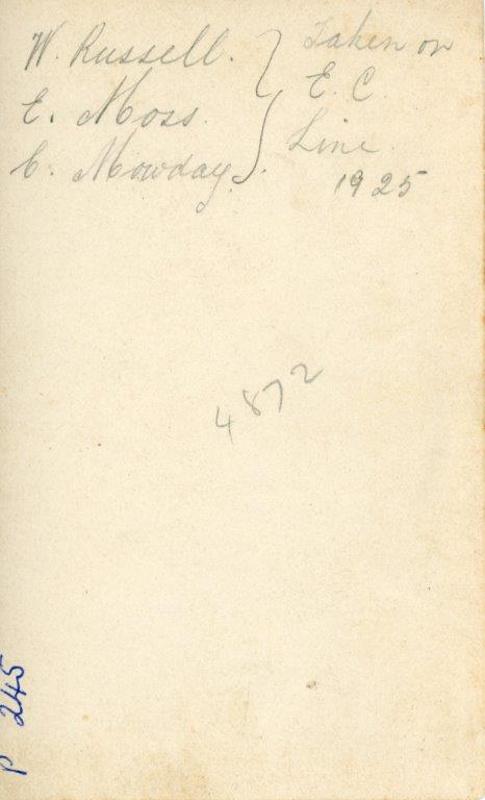 W. Russell. } Taken on
E. Moss. } E. C.
C. Mowday. } Line.
1925
4872
P 245